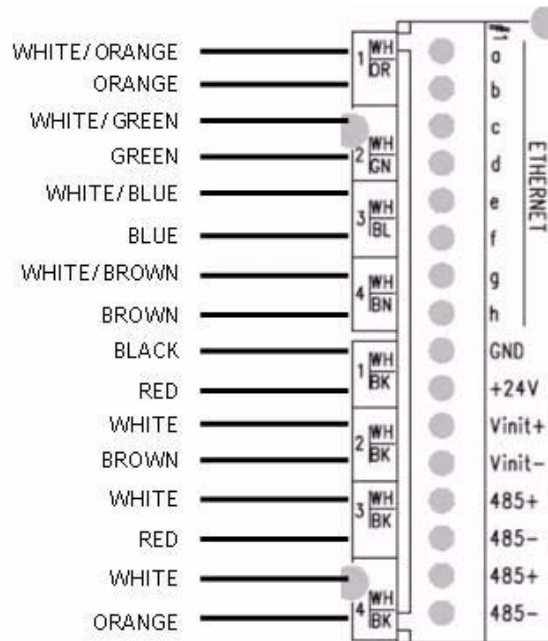 WHITE/ORANGE 1 WH a
OR
ORANGE b
WHITE/GREEN c
GREEN 2 WH d
GN
WHITE/BLUE 3 WH e
BL
BLUE f
WHITE/BROWN 4 WH g
BN
BROWN h
ETHERNET
BLACK 1 WH GND
BK
RED +24V
WHITE 2 WH Vinit+
BK
BROWN Vinit-
WHITE 3 WH 485+
BK
RED 485-
WHITE 485+
ORANGE 4 WH 485-
BK